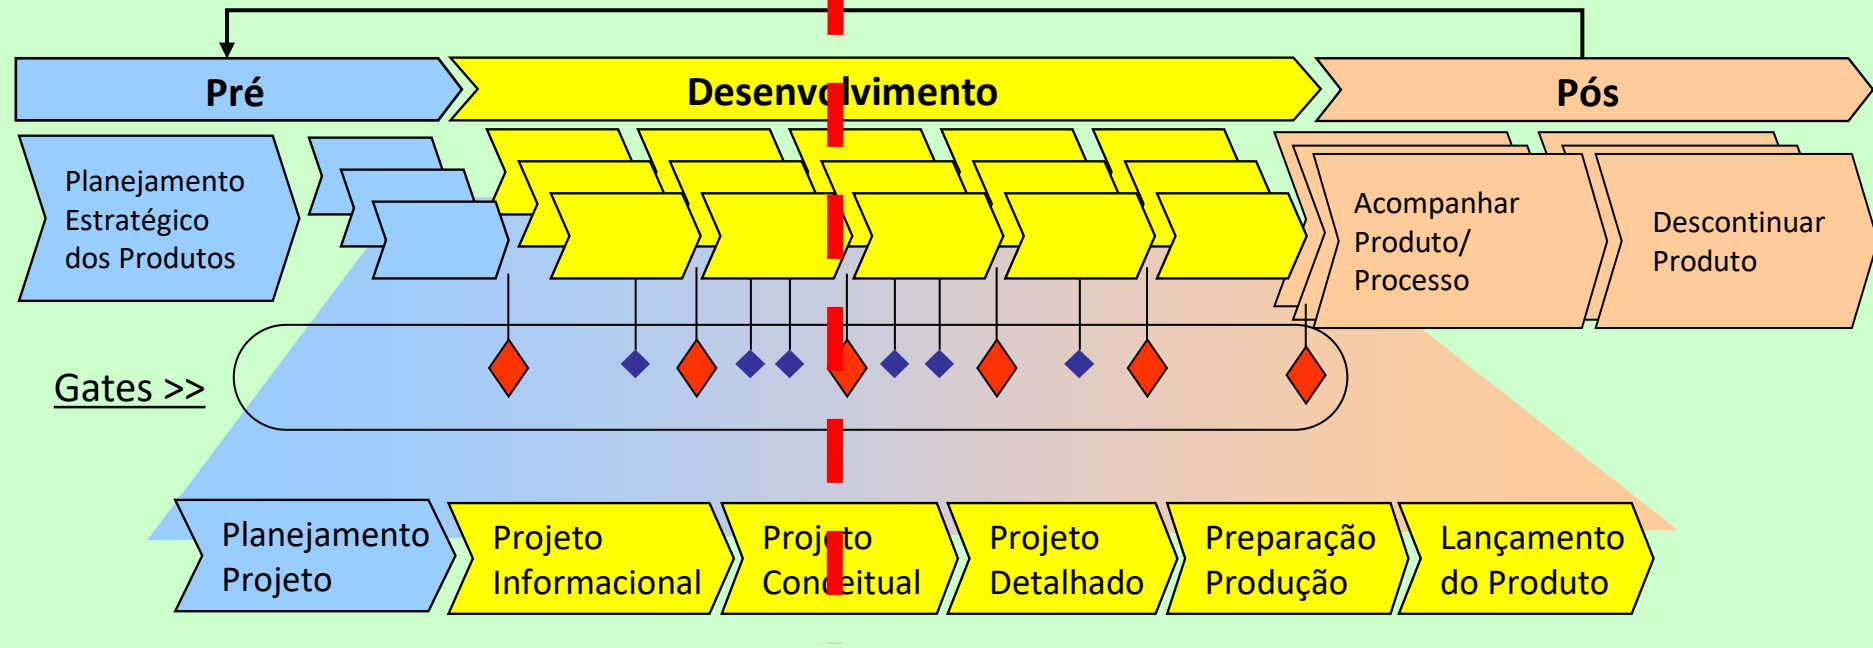 Pré
Desenvolvimento
Pós
Planejamento
Estratégico
dos Produtos
Acompanhar
Produto/
Processo
Descontinuar
Produto
Gates >>
Planejamento
Projeto
Projeto
Informacional
Projeto
Conceitual
Projeto
Detalhado
Preparação
Produção
Lançamento
do Produto